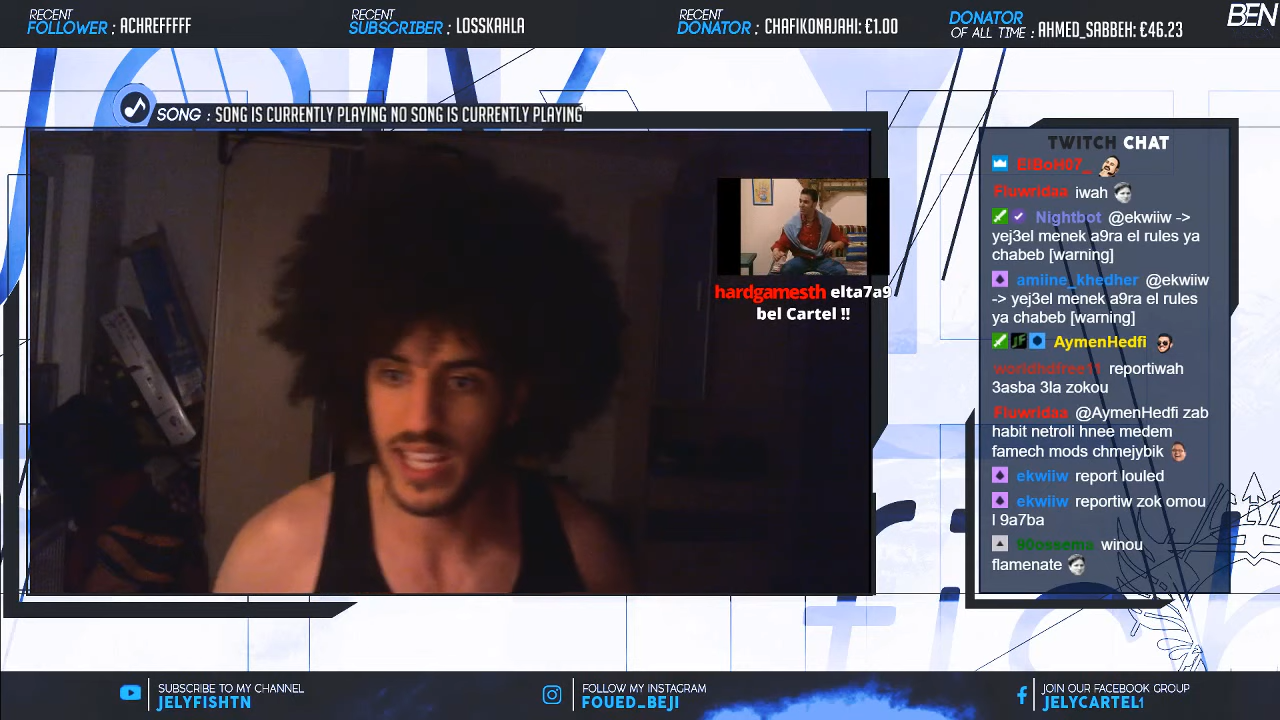 RECENT FOLLOWER : ACHREFFFFF
RECENT SUBSCRIBER : LOSSKAHLA
RECENT DONATOR : CHAFIKONAJAHI: €1.00
DONATOR OF ALL TIME : AHMED_SABBEH: €46.23
BEN
SONG : SONG IS CURRENTLY PLAYING NO SONG IS CURRENTLY PLAYING
hardgamesth elta7a9
bel Cartel !!
TWITCH CHAT
ElBoH07_
Fluwridaa iwah
Nightbot @ekwiiw ->
yej3el menek a9ra el rules ya
chabeb [warning]
amiine_khedher @ekwiiw
-> yej3el menek a9ra el rules
ya chabeb [warning]
AymenHedfi
worldhdfree11 reportiwah
3asba 3la zokou
Fluwridaa @AymenHedfi zab
habit netroli hnee medem
famech mods chmejybik
ekwiiw report louled
ekwiiw reportiw zok omou
l 9a7ba
90ossema winou
flamenate
SUBSCRIBE TO MY CHANNEL
JELYFISHTN
FOLLOW MY INSTAGRAM
FOUED_BEJI
JOIN OUR FACEBOOK GROUP
JELYCARTEL1